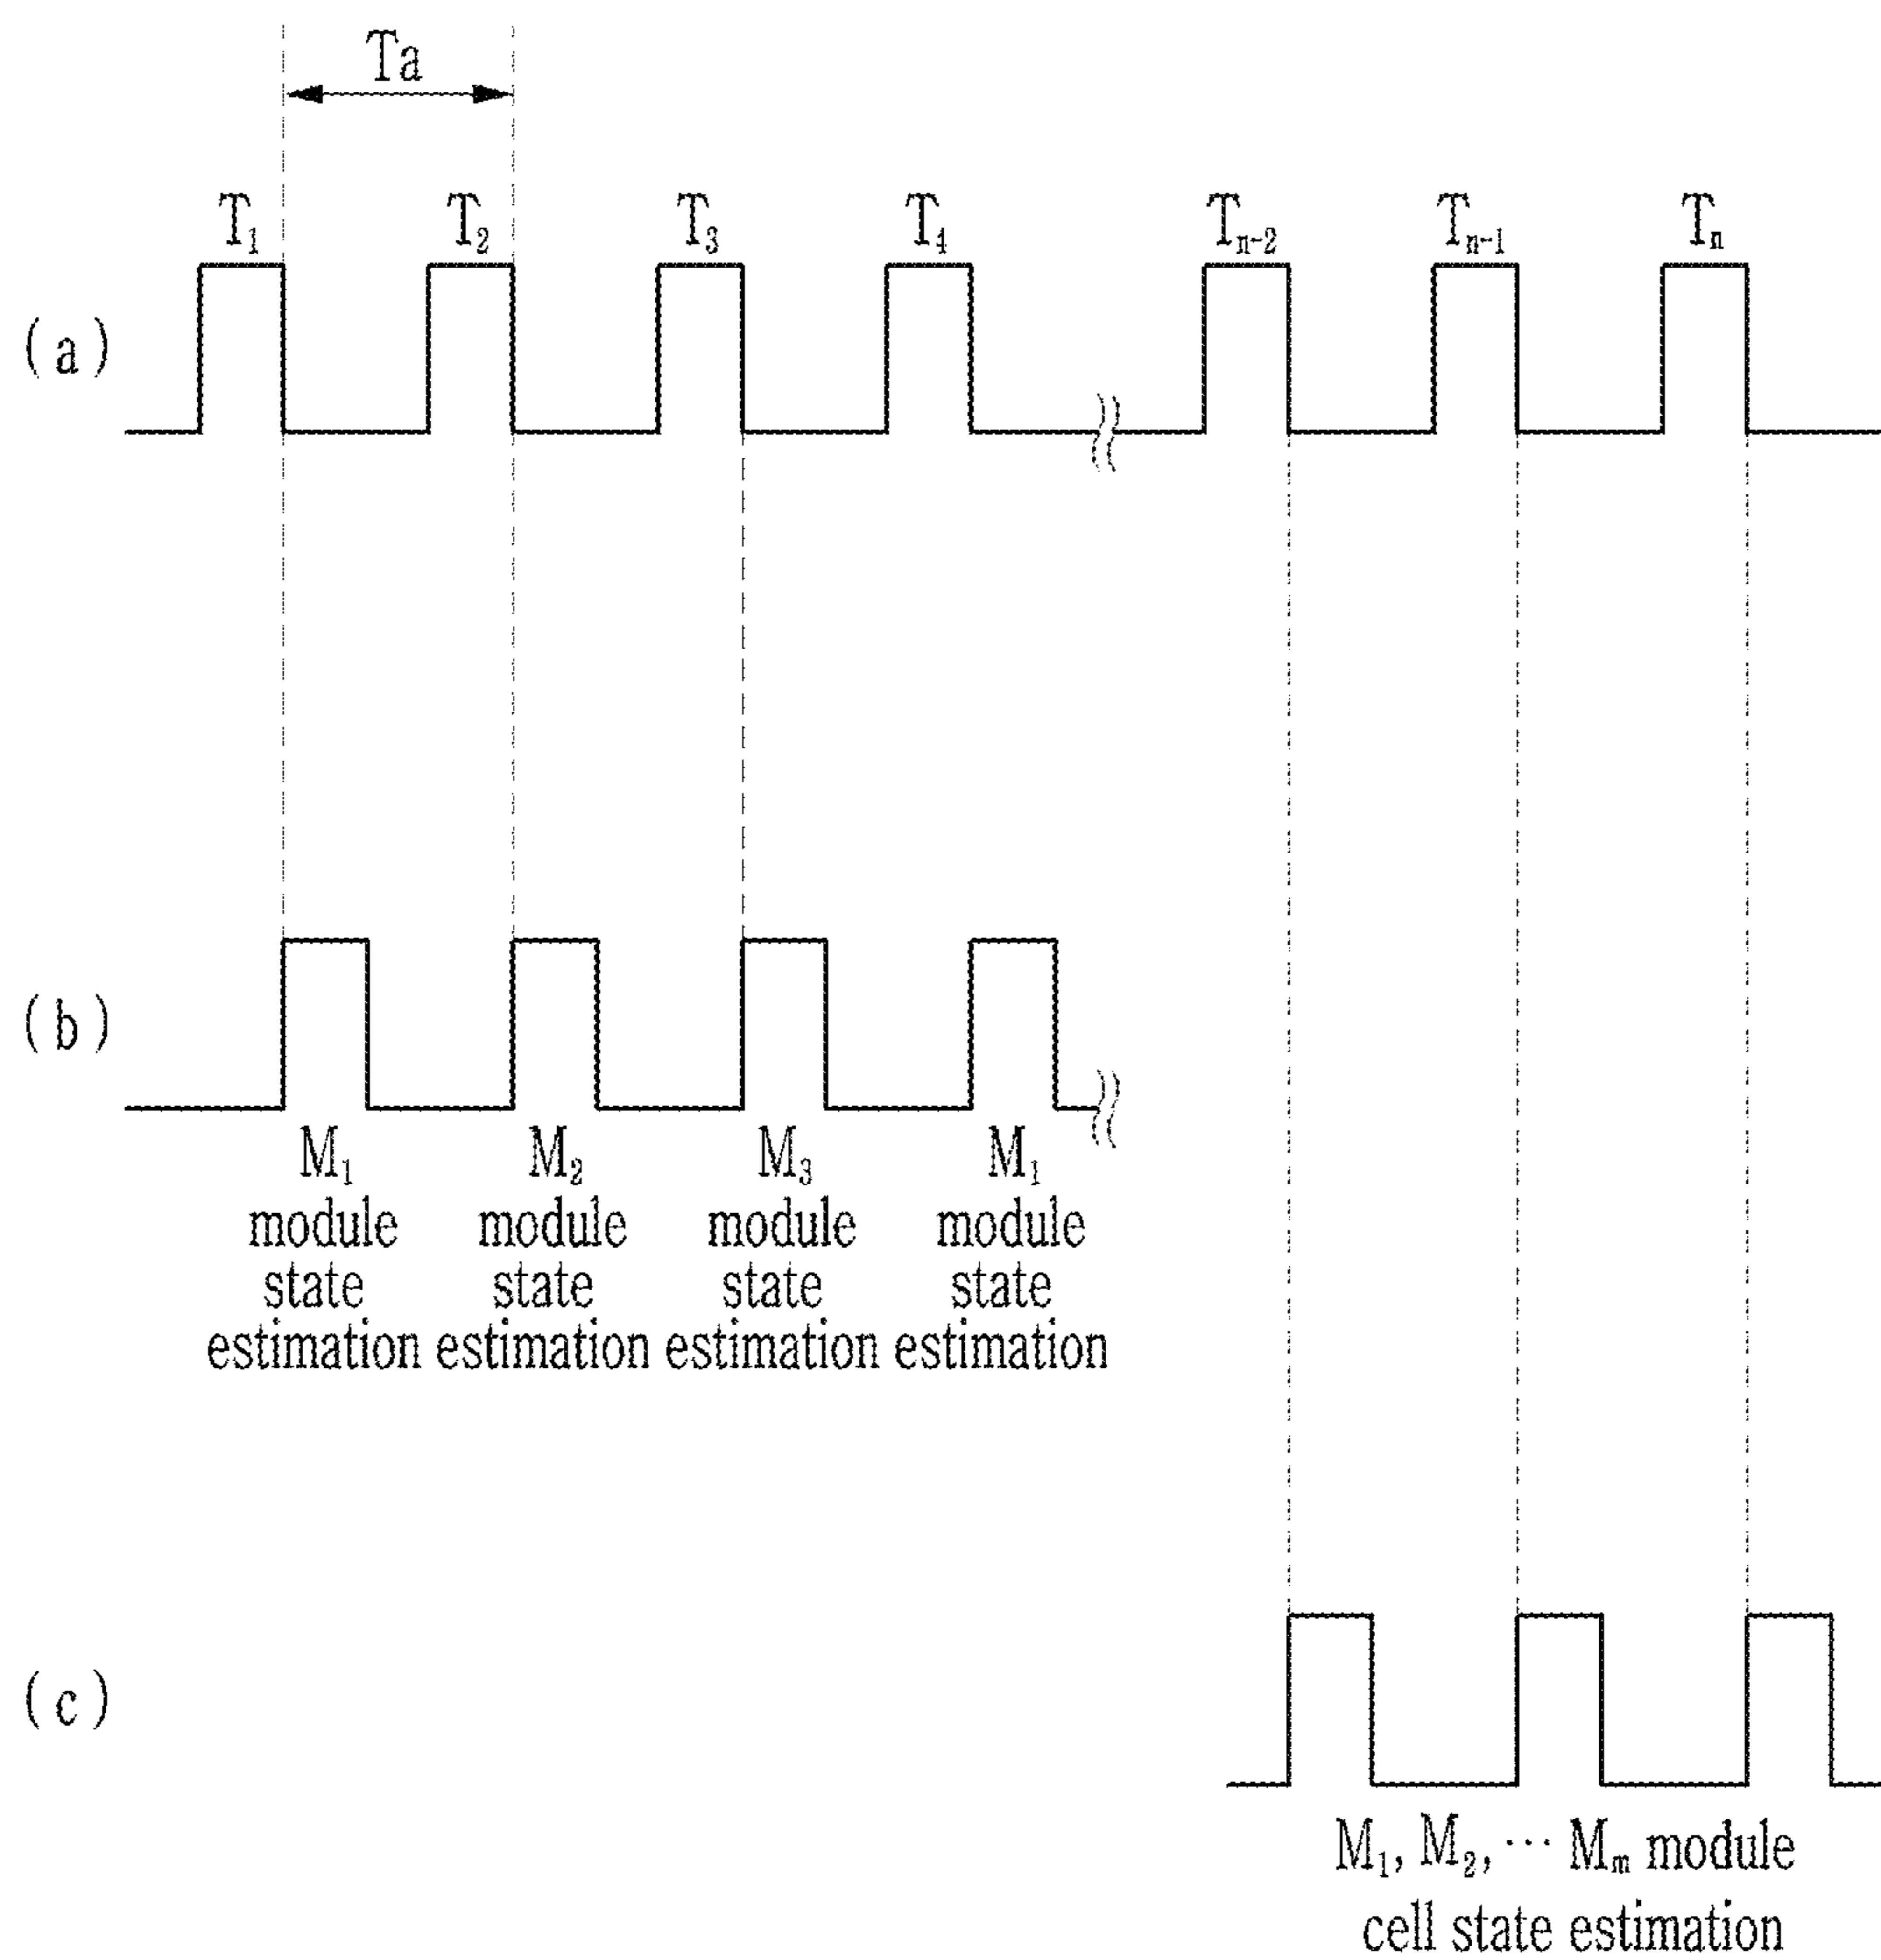 Ta
T₁ T₂ T₃ T₄ Tₙ₋₂ Tₙ₋₁ Tₙ
(a)
(b)
M₁ M₂ M₃ M₁
module module module module
state state state state
estimation estimation estimation estimation
(c)
M₁, M₂, ⋯ Mₘ module
cell state estimation